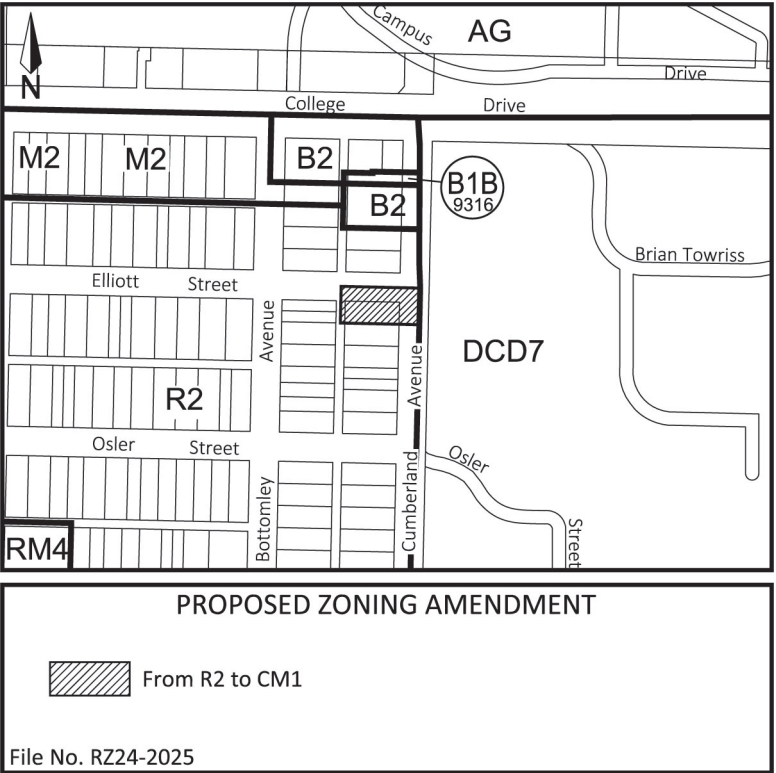 Campus
AG
Drive
N
College Drive
M2 M2 B2
B1B
9316
B2
Brian Towriss
Elliott Street
Avenue
DCD7
Avenue
R2
Osler Street
Osler
Cumberland
Bottomley
Street
RM4
PROPOSED ZONING AMENDMENT
From R2 to CM1
File No. RZ24-2025